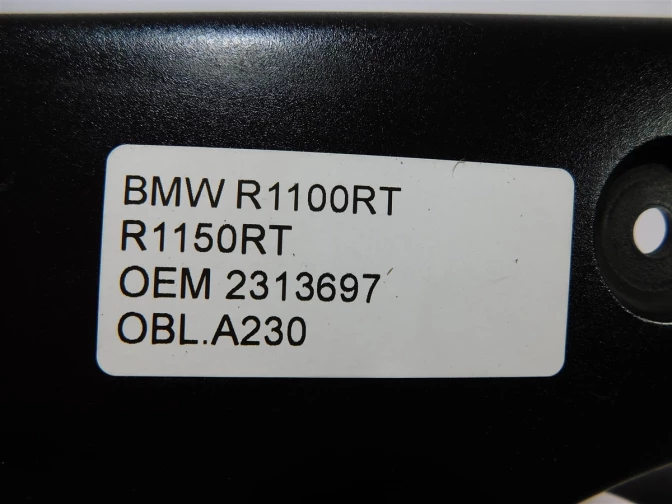 BMW R1100RT
R1150RT
OEM 2313697
OBL.A230